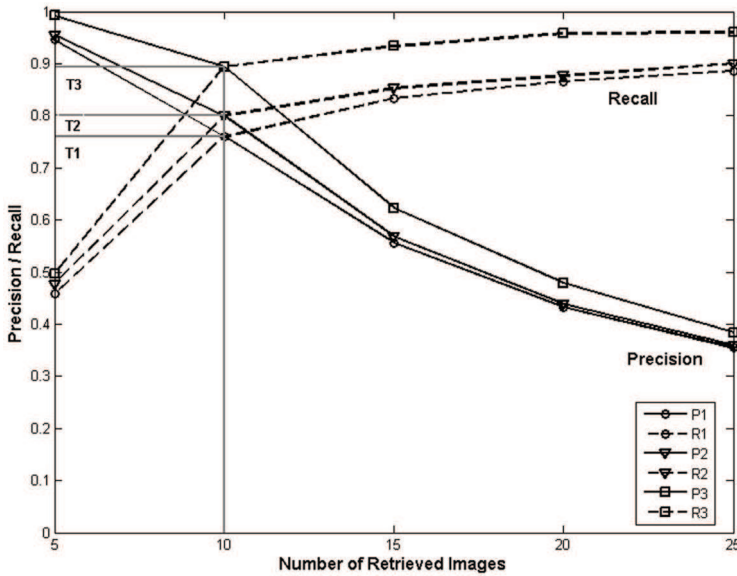 1
0.9
0.8
0.7
0.6
0.5
0.4
0.3
0.2
0.1
0
T3
T2
T1
Recall
Precision
P1
R1
P2
R2
P3
R3
5
10
15
20
25
Number of Retrieved Images
Precision / Recall